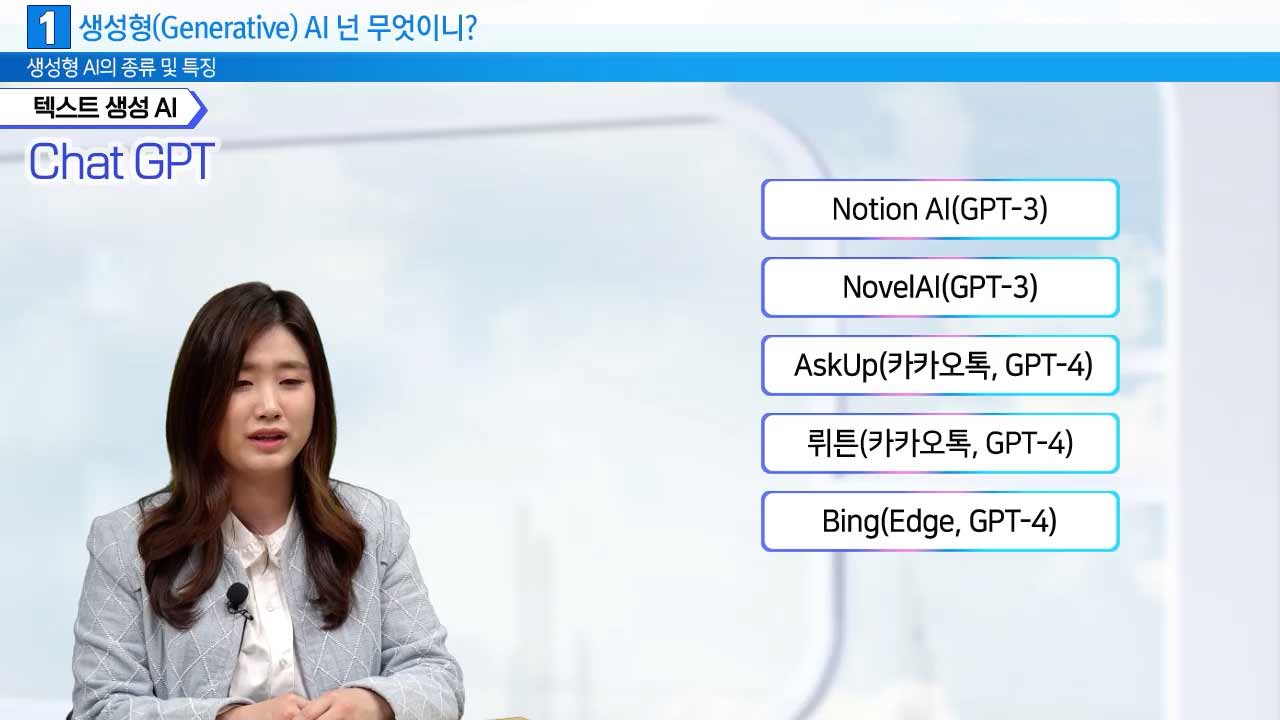 1 생성형(Generative) AI 넌 무엇이니?
생성형 AI의 종류 및 특징
텍스트 생성 AI
Chat GPT
Notion AI(GPT-3)
NovelAI(GPT-3)
AskUp(카카오톡, GPT-4)
뤼튼(카카오톡, GPT-4)
Bing(Edge, GPT-4)